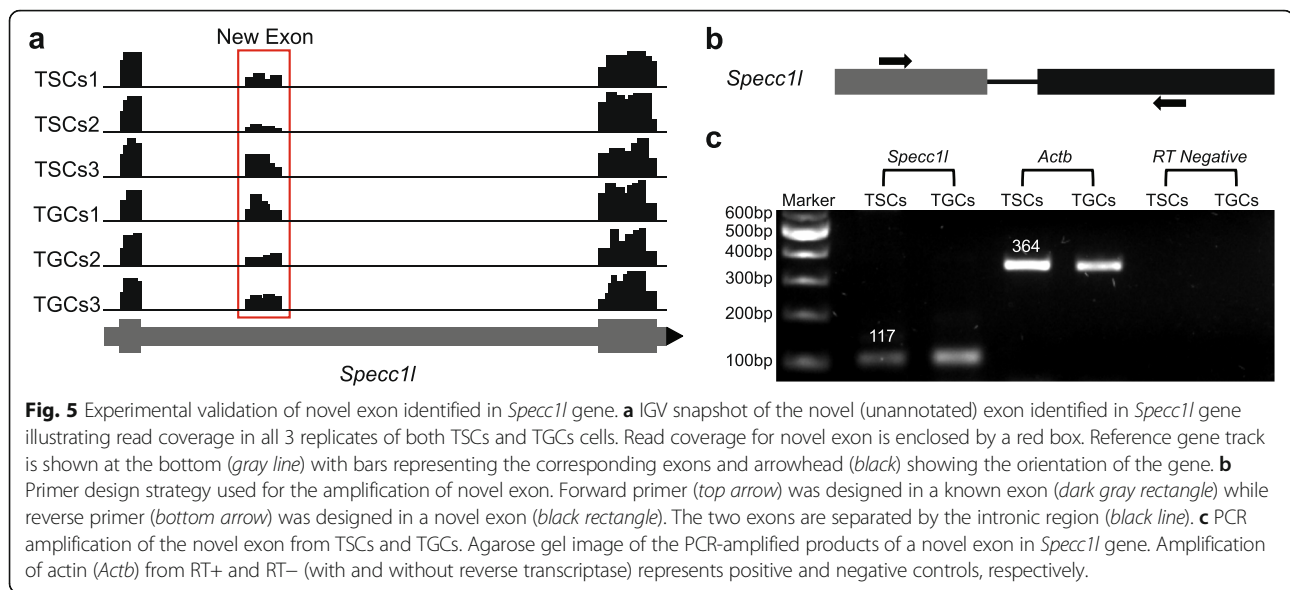 a
New Exon
TSCs1
TSCs2
TSCs3
TGCs1
TGCs2
TGCs3
Specc1l
b
Specc1l
c
Specc1l Actb RT Negative
Marker TSCs TGCs TSCs TGCs TSCs TGCs
600bp
500bp
400bp
300bp
200bp
100bp
364
117
Fig. 5 Experimental validation of novel exon identified in Specc1l gene. a IGV snapshot of the novel (unannotated) exon identified in Specc1l gene
illustrating read coverage in all 3 replicates of both TSCs and TGCs cells. Read coverage for novel exon is enclosed by a red box. Reference gene track
is shown at the bottom (gray line) with bars representing the corresponding exons and arrowhead (black) showing the orientation of the gene. b
Primer design strategy used for the amplification of novel exon. Forward primer (top arrow) was designed in a known exon (dark gray rectangle) while
reverse primer (bottom arrow) was designed in a novel exon (black rectangle). The two exons are separated by the intronic region (black line). c PCR
amplification of the novel exon from TSCs and TGCs. Agarose gel image of the PCR-amplified products of a novel exon in Specc1l gene. Amplification
of actin (Actb) from RT+ and RT− (with and without reverse transcriptase) represents positive and negative controls, respectively.